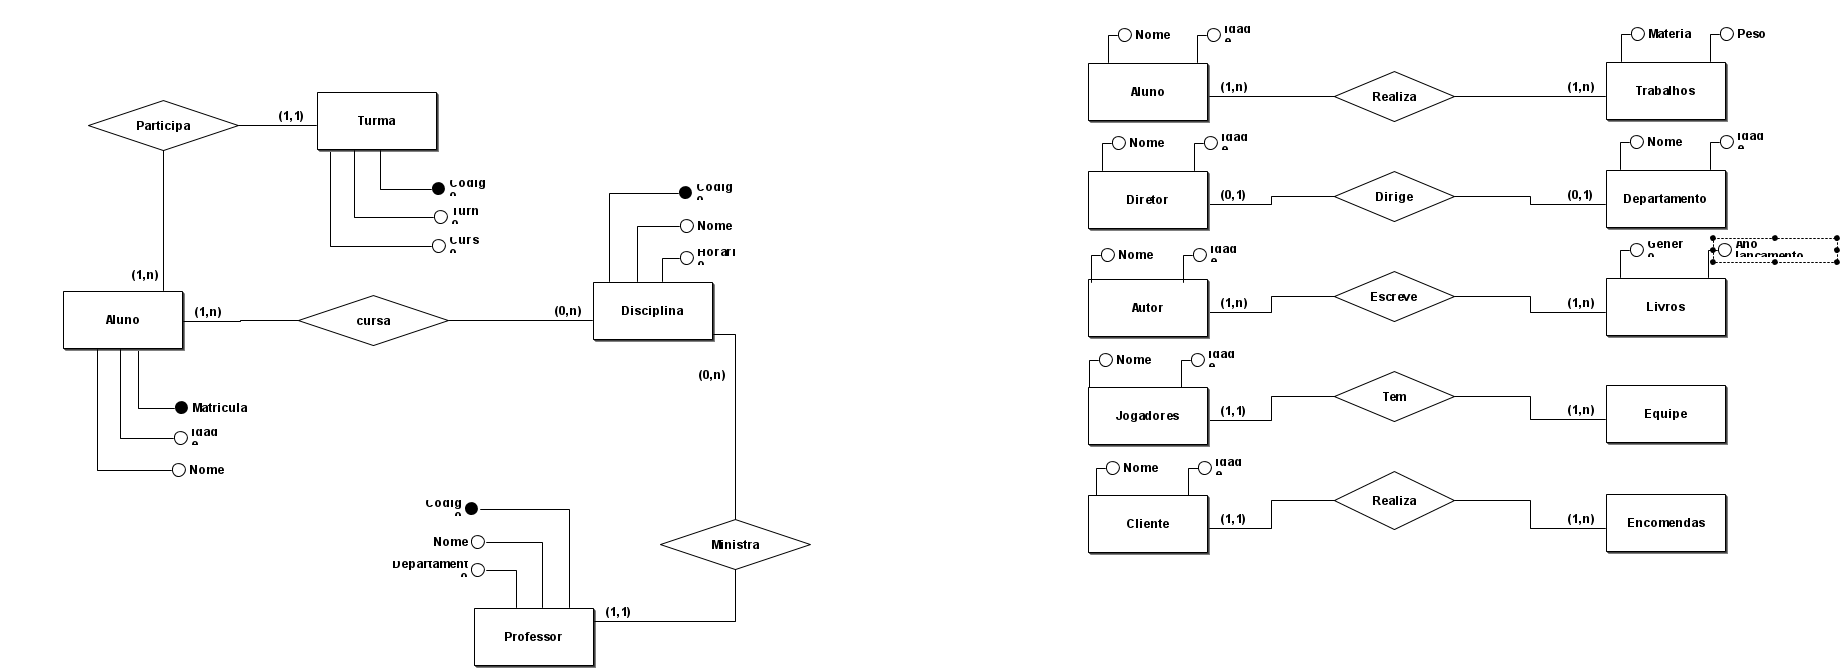 Participa
(1,1)
Turma
Codig
o
Turn
o
Curs
o
(1,n)
Aluno
(1,n)
cursa
(0,n)
Disciplina
Codig
o
Nome
Horari
o
(0,n)
Matricula
Idad
e
Nome
Codig
o
Nome
Departament
o
Ministra
Professor
(1,1)
Nome
Idad
e
Aluno
(1,n)
Realiza
(1,n)
Materia
Peso
Trabalhos
Nome
Idad
e
Diretor
(0,1)
Dirige
(0,1)
Nome
Idad
e
Departamento
Nome
Idad
e
Autor
(1,n)
Escreve
(1,n)
Gener
o
Ano
lancamento
Livros
Nome
Idad
e
Jogadores
(1,1)
Tem
(1,n)
Equipe
Nome
Idad
e
Cliente
(1,1)
Realiza
(1,n)
Encomendas